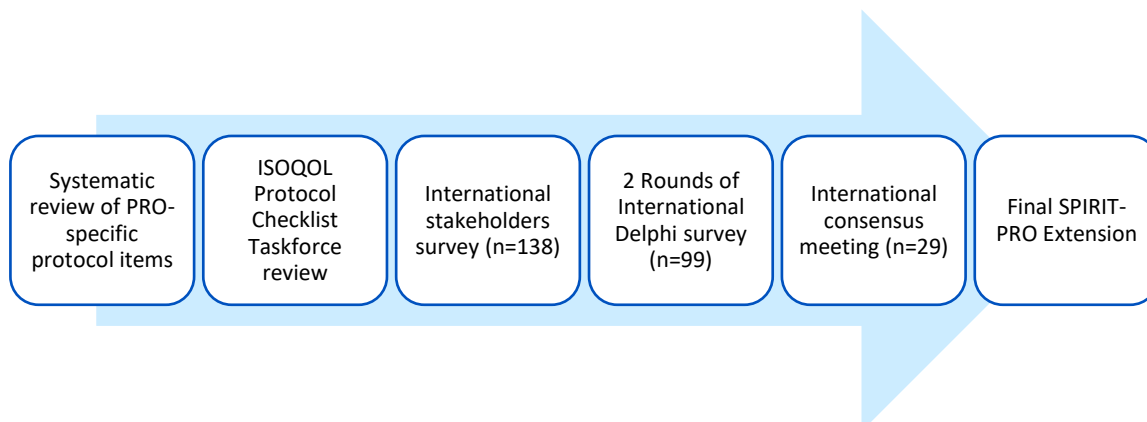 Systematic
review of PRO-
specific
protocol items
ISOQOL
Protocol
Checklist
Taskforce
review
International
stakeholders
survey (n=138)
2 Rounds of
International
Delphi survey
(n=99)
International
consensus
meeting (n=29)
Final SPIRIT-
PRO Extension